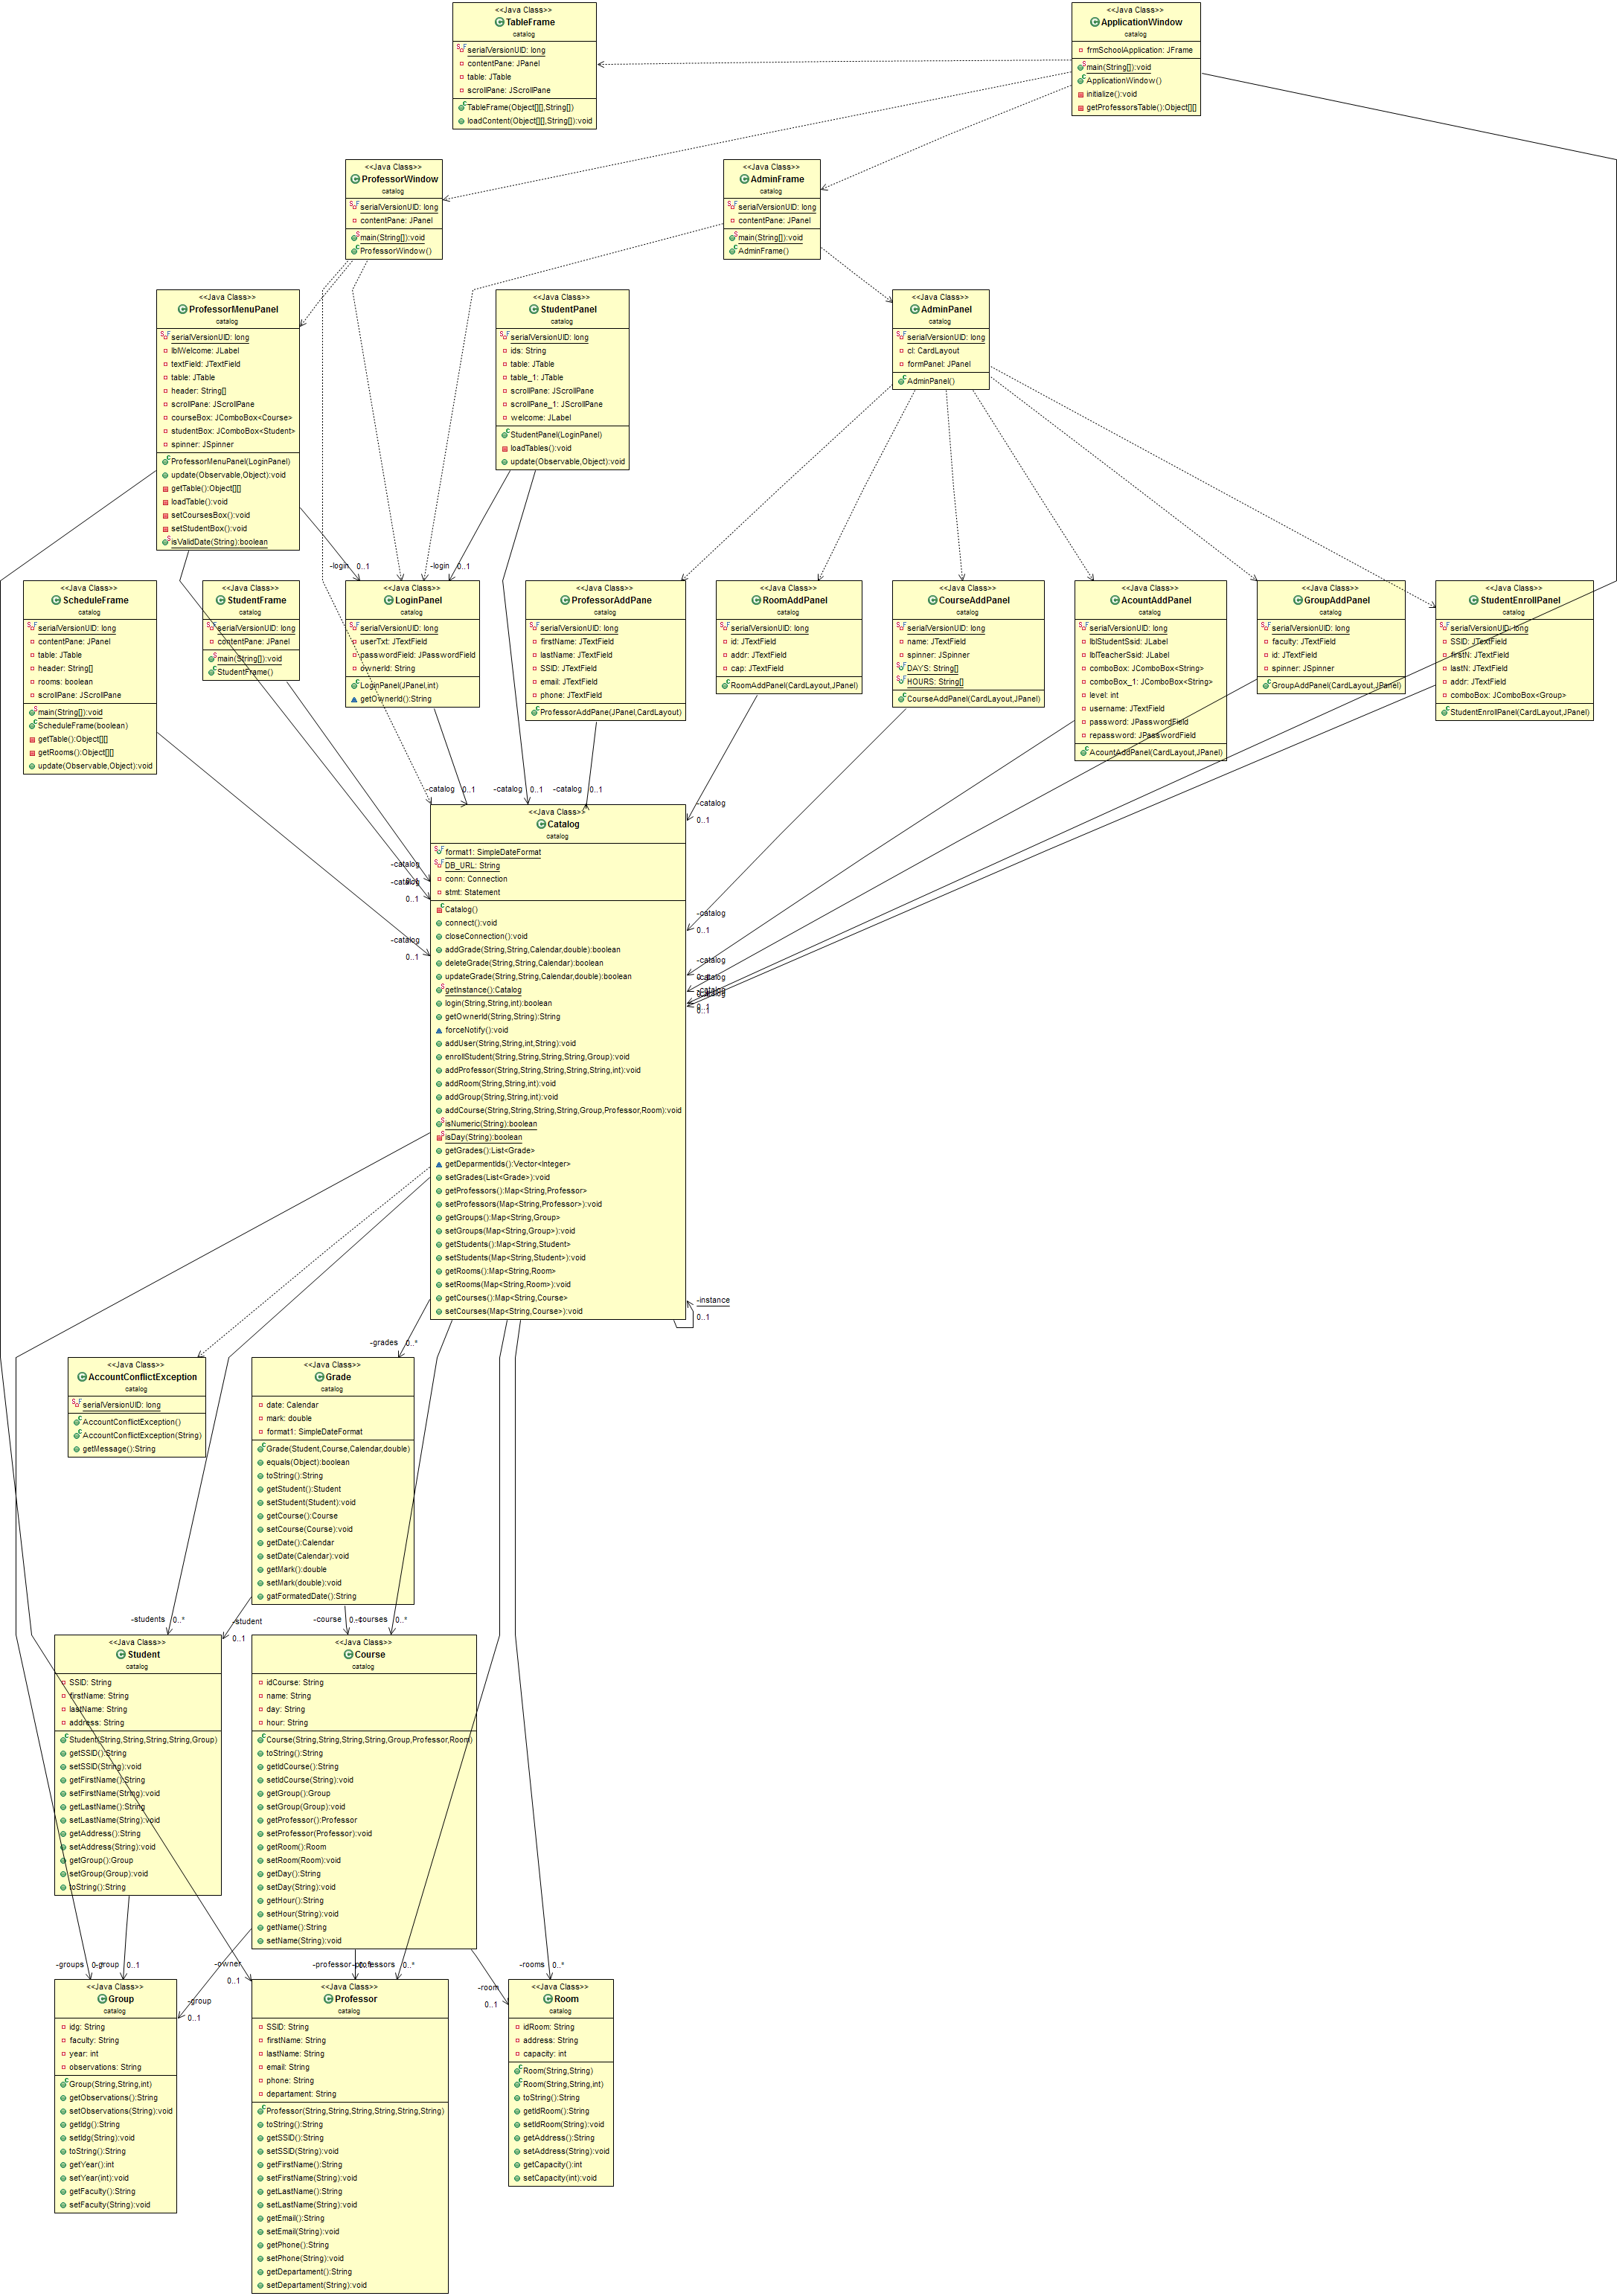 <<Java Class>>
TableFrame
catalog
serialVersionUID: long
contentPane: JPanel
table: JTable
scrollPane: JScrollPane
TableFrame(Object[][],String[])
loadContent(Object[][],String[]):void
<<Java Class>>
ApplicationWindow
catalog
frmSchoolApplication: JFrame
main(String[]):void
ApplicationWindow()
initialize():void
getProfessorsTable():Object[][]
<<Java Class>>
ProfessorWindow
catalog
serialVersionUID: long
contentPane: JPanel
main(String[]):void
ProfessorWindow()
<<Java Class>>
AdminFrame
catalog
serialVersionUID: long
contentPane: JPanel
main(String[]):void
AdminFrame()
<<Java Class>>
ProfessorMenuPanel
catalog
serialVersionUID: long
lblWelcome: JLabel
textField: JTextField
table: JTable
header: String[]
scrollPane: JScrollPane
courseBox: JComboBox<Course>
studentBox: JComboBox<Student>
spinner: JSpinner
ProfessorMenuPanel(LoginPanel)
update(Observable,Object):void
getTable():Object[][]
loadTable():void
setCoursesBox():void
setStudentBox():void
isValidDate(String):boolean
<<Java Class>>
StudentPanel
catalog
serialVersionUID: long
ids: String
table: JTable
table_1: JTable
scrollPane: JScrollPane
scrollPane_1: JScrollPane
welcome: JLabel
StudentPanel(LoginPanel)
loadTables():void
update(Observable,Object):void
<<Java Class>>
AdminPanel
catalog
serialVersionUID: long
cl: CardLayout
formPanel: JPanel
AdminPanel()
-login 0..1
-login 0..1
<<Java Class>>
ScheduleFrame
catalog
serialVersionUID: long
contentPane: JPanel
table: JTable
header: String[]
rooms: boolean
scrollPane: JScrollPane
main(String[]):void
ScheduleFrame(boolean)
getTable():Object[][]
getRooms():Object[][]
update(Observable,Object):void
<<Java Class>>
StudentFrame
catalog
serialVersionUID: long
contentPane: JPanel
main(String[]):void
StudentFrame()
<<Java Class>>
LoginPanel
catalog
serialVersionUID: long
userTxt: JTextField
passwordField: JPasswordField
ownerId: String
LoginPanel(JPanel,int)
getOwnerId():String
<<Java Class>>
ProfessorAddPane
catalog
serialVersionUID: long
firstName: JTextField
lastName: JTextField
SSID: JTextField
email: JTextField
phone: JTextField
ProfessorAddPane(JPanel,CardLayout)
<<Java Class>>
RoomAddPanel
catalog
serialVersionUID: long
id: JTextField
addr: JTextField
cap: JTextField
RoomAddPanel(CardLayout,JPanel)
<<Java Class>>
CourseAddPanel
catalog
serialVersionUID: long
name: JTextField
spinner: JSpinner
DAYS: String[]
HOURS: String[]
CourseAddPanel(CardLayout,JPanel)
<<Java Class>>
AcountAddPanel
catalog
serialVersionUID: long
lblStudentSsid: JLabel
lblTeacherSsid: JLabel
comboBox: JComboBox<String>
comboBox_1: JComboBox<String>
level: int
username: JTextField
password: JPasswordField
repassword: JPasswordField
AcountAddPanel(CardLayout,JPanel)
<<Java Class>>
GroupAddPanel
catalog
serialVersionUID: long
faculty: JTextField
id: JTextField
spinner: JSpinner
GroupAddPanel(CardLayout,JPanel)
<<Java Class>>
StudentEnrollPanel
catalog
serialVersionUID: long
SSID: JTextField
firstN: JTextField
lastN: JTextField
addr: JTextField
comboBox: JComboBox<Group>
StudentEnrollPanel(CardLayout,JPanel)
-catalog 0..1
-catalog 0..1
-catalog 0..1
-catalog
0..1
-catalog
0..1
-catalog
0..1
-catalog
0..1
-catalog
0..1
-catalog
-catalog
-catalog
0..1
0..1
<<Java Class>>
Catalog
catalog
format1: SimpleDateFormat
DB_URL: String
conn: Connection
stmt: Statement
Catalog()
connect():void
closeConnection():void
addGrade(String,String,Calendar,double):boolean
deleteGrade(String,String,Calendar):boolean
updateGrade(String,String,Calendar,double):boolean
getInstance():Catalog
login(String,String,int):boolean
getOwnerId(String,String):String
forceNotify():void
addUser(String,String,int,String):void
enrollStudent(String,String,String,String,Group):void
addProfessor(String,String,String,String,String,int):void
addRoom(String,String,int):void
addGroup(String,String,int):void
addCourse(String,String,String,String,Group,Professor,Room):void
isNumeric(String):boolean
isDay(String):boolean
getGrades():List<Grade>
getDeparmentIds():Vector<Integer>
setGrades(List<Grade>):void
getProfessors():Map<String,Professor>
setProfessors(Map<String,Professor>):void
getGroups():Map<String,Group>
setGroups(Map<String,Group>):void
getStudents():Map<String,Student>
setStudents(Map<String,Student>):void
getRooms():Map<String,Room>
setRooms(Map<String,Room>):void
getCourses():Map<String,Course>
setCourses(Map<String,Course>):void
-instance
0..1
-grades 0..*
<<Java Class>>
AccountConflictException
catalog
serialVersionUID: long
AccountConflictException()
AccountConflictException(String)
getMessage():String
<<Java Class>>
Grade
catalog
date: Calendar
mark: double
format1: SimpleDateFormat
Grade(Student,Course,Calendar,double)
equals(Object):boolean
toString():String
getStudent():Student
setStudent(Student):void
getCourse():Course
setCourse(Course):void
getDate():Calendar
setDate(Calendar):void
getMark():double
setMark(double):void
gatFormatedDate():String
-students 0..*
-student
0..1
-course
-courses 0..*
<<Java Class>>
Student
catalog
SSID: String
firstName: String
lastName: String
address: String
Student(String,String,String,String,Group)
getSSID():String
setSSID(String):void
getFirstName():String
setFirstName(String):void
getLastName():String
setLastName(String):void
getAddress():String
setAddress(String):void
getGroup():Group
setGroup(Group):void
toString():String
<<Java Class>>
Course
catalog
idCourse: String
name: String
day: String
hour: String
Course(String,String,String,String,Group,Professor,Room)
toString():String
getIdCourse():String
setIdCourse(String):void
getGroup():Group
setGroup(Group):void
getProfessor():Professor
setProfessor(Professor):void
getRoom():Room
setRoom(Room):void
getDay():String
setDay(String):void
getHour():String
setHour(String):void
getName():String
setName(String):void
-groups
-group 0..1
-owner
0..1
-group
0..1
-professor
0..*
-room
0..1
-rooms 0..*
<<Java Class>>
Group
catalog
idg: String
faculty: String
year: int
observations: String
Group(String,String,int)
getObservations():String
setObservations(String):void
getIdg():String
setIdg(String):void
toString():String
getYear():int
setYear(int):void
getFaculty():String
setFaculty(String):void
<<Java Class>>
Professor
catalog
SSID: String
firstName: String
lastName: String
email: String
phone: String
departament: String
Professor(String,String,String,String,String,String)
toString():String
getSSID():String
setSSID(String):void
getFirstName():String
setFirstName(String):void
getLastName():String
setLastName(String):void
getEmail():String
setEmail(String):void
getPhone():String
setPhone(String):void
getDepartament():String
setDepartament(String):void
<<Java Class>>
Room
catalog
idRoom: String
address: String
capacity: int
Room(String,String)
Room(String,String,int)
toString():String
getIdRoom():String
setIdRoom(String):void
getAddress():String
setAddress(String):void
getCapacity():int
setCapacity(int):void